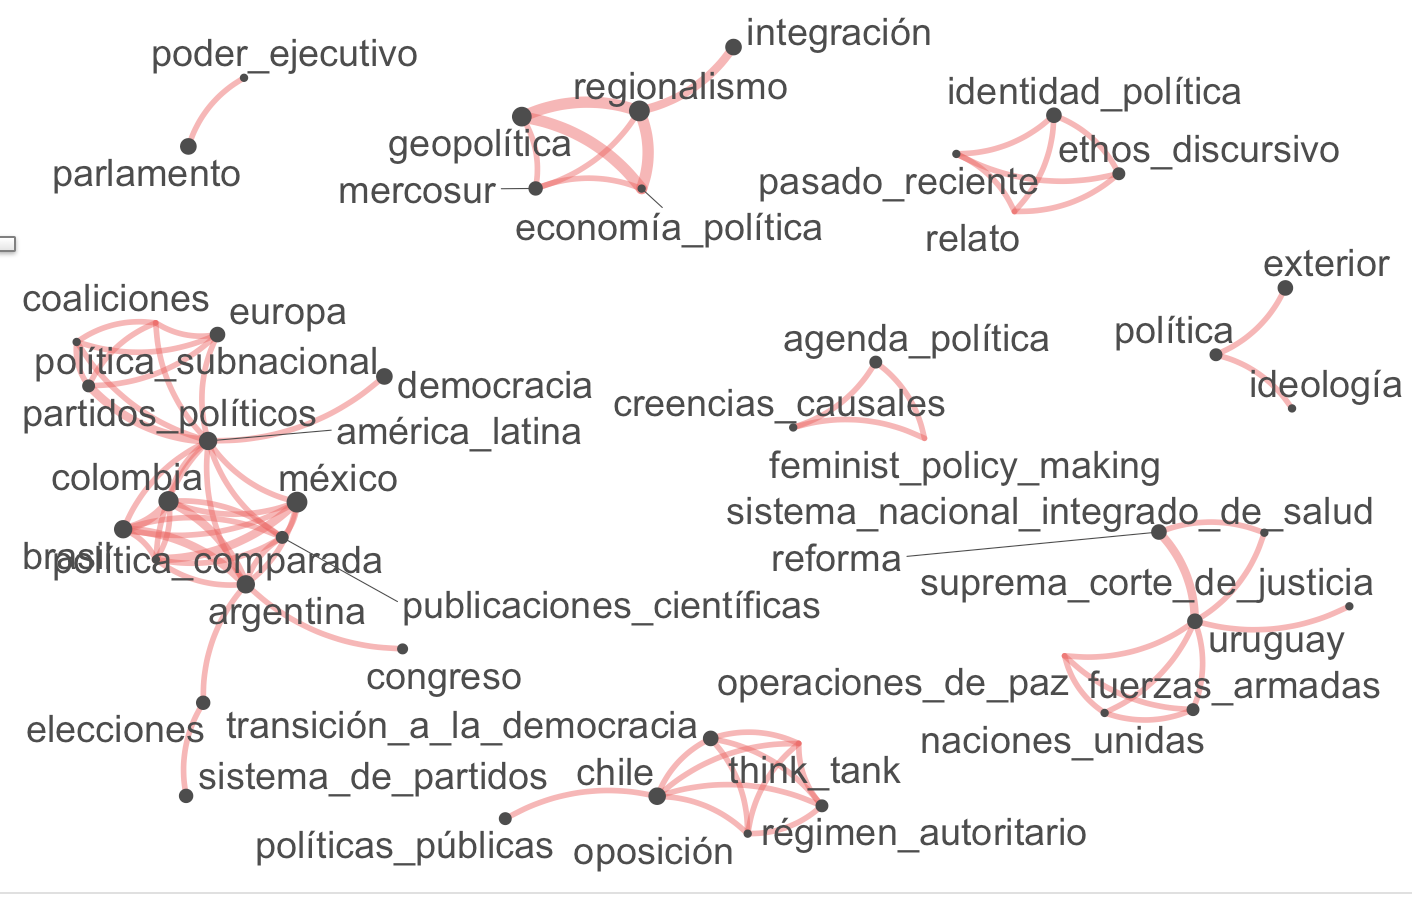 integración
poder_ejecutivo
regionalismo
identidad_política
geopolítica
ethos_discursivo
parlamento
mercosur
pasado_reciente
economía_política
relato
exterior
coaliciones
europa
política
agenda_política
política_subnacional
democracia
ideología
creencias_causales
partidos_políticos
américa_latina
feminist_policy_making
colombia
méxico
sistema_nacional_integrado_de_salud
brasil
política_comparada
reforma
suprema_corte_de_justicia
argentina
publicaciones_científicas
uruguay
congreso
operaciones_de_paz
fuerzas_armadas
elecciones
transición_a_la_democracia
naciones_unidas
sistema_de_partidos
chile
think_tank
régimen_autoritario
políticas_públicas
oposición